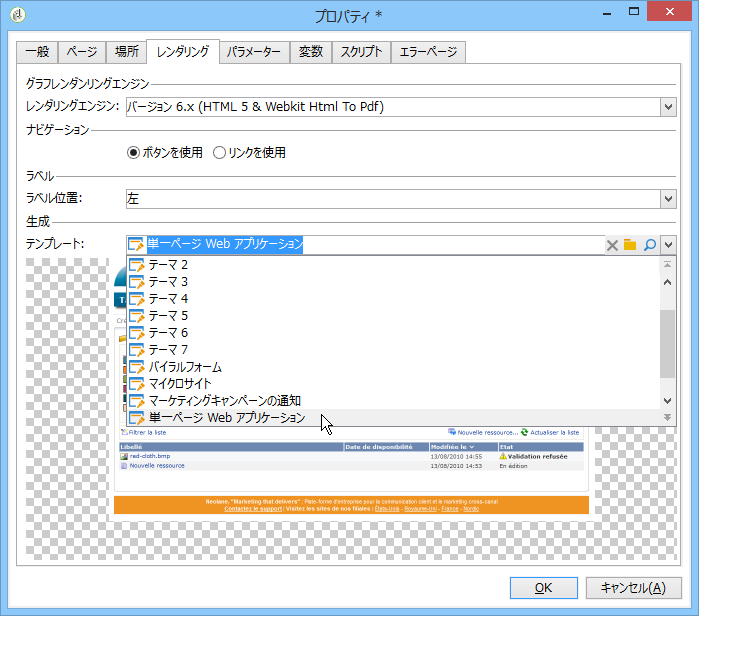 プロパティ *
一般 ページ 場所 レンダリング パラメーター 変数 スクリプト エラーページ
グラフレンダンリングエンジン
レンダリングエンジン: バージョン 6.x (HTML 5 & Webkit Html To Pdf)
ナビゲーション
ボタンを使用 リンクを使用
ラベル
ラベル位置: 左
生成
テンプレート: 単一ページ Web アプリケーション
テーマ 2
テーマ 3
テーマ 4
テーマ 5
テーマ 6
テーマ 7
バイラルフォーム
マイクロサイト
マーケティングキャンペーンの通知
単一ページ Web アプリケーション
Filtrer la liste Nouvelle ressource... Actualiser la liste
Libellé Date de disponibilité Modifiée le Etat
red-cloth.bmp 13/08/2010 14:55 Validation refusée
Nouvelle ressource 13/08/2010 14:53 En édition
Neolane, "Marketing that delivers" : Plate-forme d'entreprise pour la communication client et le marketing cross-canal
Contactez le support | Visitez les sites de nos filiales : États-Unis - Royaume-Uni - France - Nordic
OK キャンセル(A)